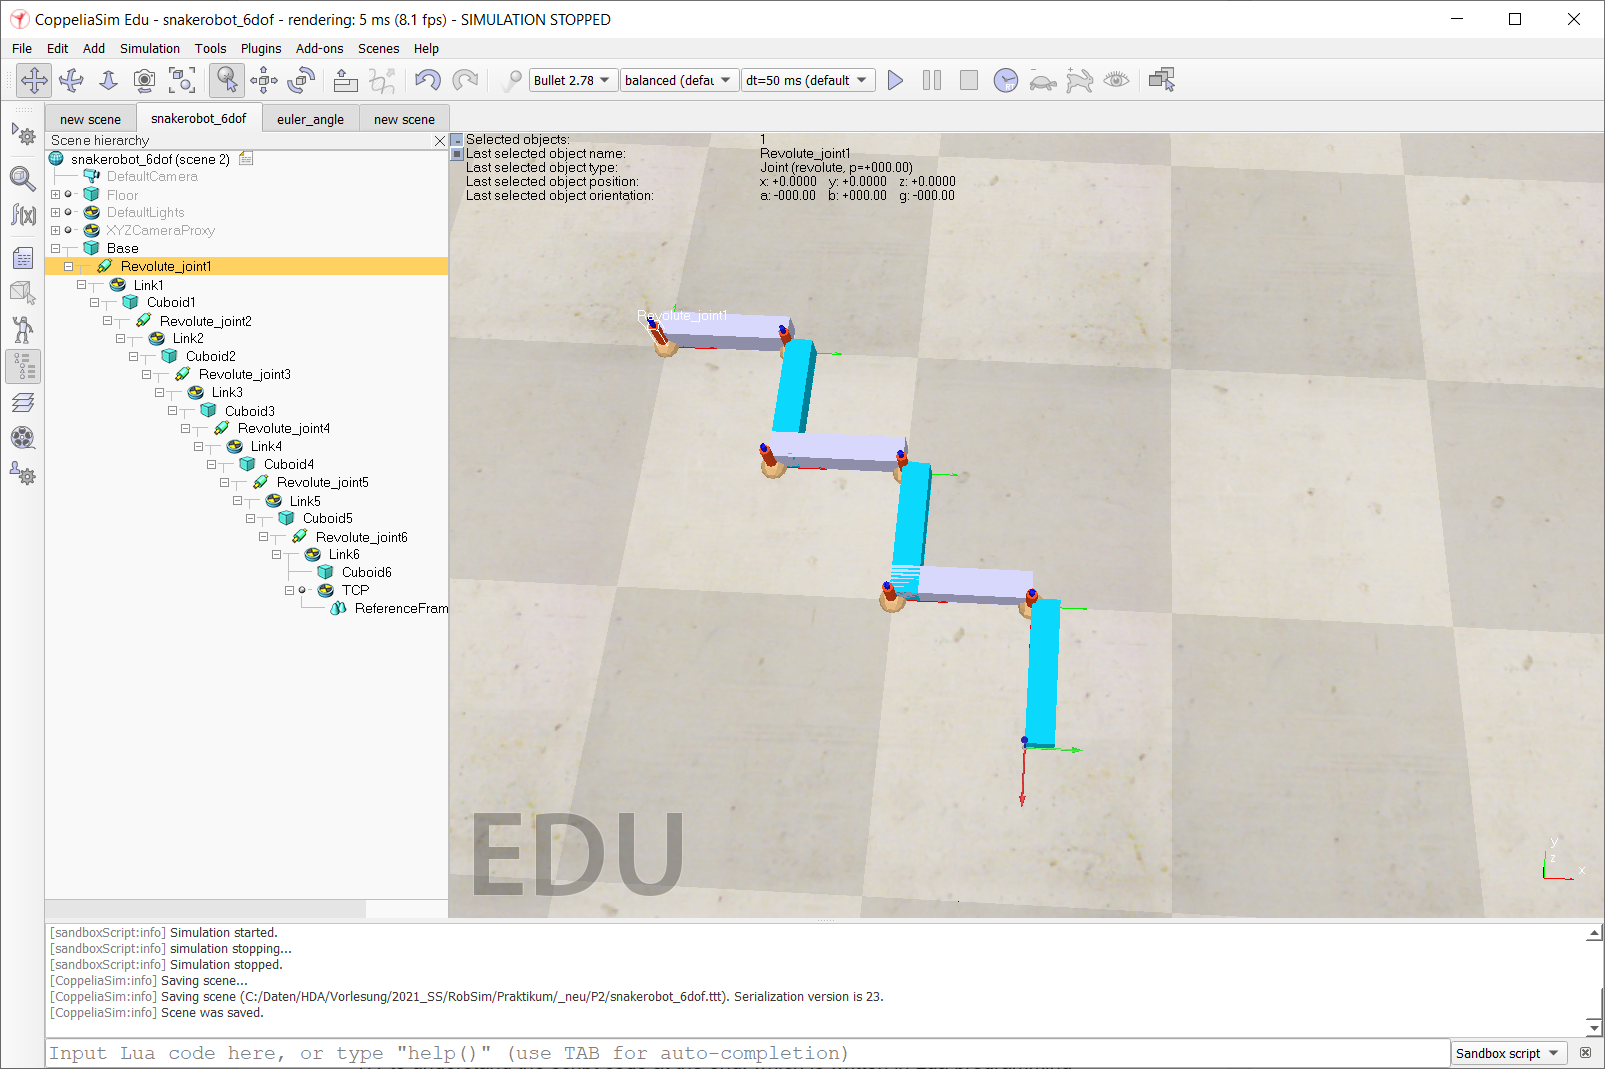 CoppeliaSim Edu - snakerobot_6dof - rendering: 5 ms (8.1 fps) - SIMULATION STOPPED
File Edit Add Simulation Tools Plugins Add-ons Scenes Help
Bullet 2.78 balanced (defau dt=50 ms (default
new scene snakerobot_6dof euler_angle new scene
Scene hierarchy
snakerobot_6dof (scene 2)
DefaultCamera
Floor
DefaultLights
XYZCameraProxy
Base
Revolute_joint1
Link1
Cuboid1
Revolute_joint2
Link2
Cuboid2
Revolute_joint3
Link3
Cuboid3
Revolute_joint4
Link4
Cuboid4
Revolute_joint5
Link5
Cuboid5
Revolute_joint6
Link6
Cuboid6
TCP
ReferenceFram
Selected objects: 1
Last selected object name: Revolute_joint1
Last selected object type: Joint (revolute, p=+000.00)
Last selected object position: x: +0.0000 y: +0.0000 z: +0.0000
Last selected object orientation: a: -000.00 b: +000.00 g: -000.00
Revolute_joint1
EDU
y
z
x
[sandboxScript:info] Simulation started.
[sandboxScript:info] simulation stopping...
[sandboxScript:info] Simulation stopped.
[CoppeliaSim:info] Saving scene...
[CoppeliaSim:info] Saving scene (C:/Daten/HDA/Vorlesung/2021_SS/RobSim/Praktikum/_neu/P2/snakerobot_6dof.ttt). Serialization version is 23.
[CoppeliaSim:info] Scene was saved.
Input Lua code here, or type "help()" (use TAB for auto-completion)
Sandbox script